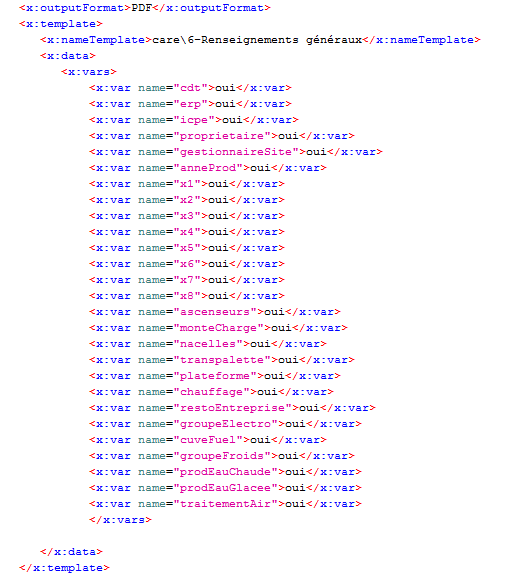 <x:outputFormat>PDF</x:outputFormat>
<x:template>
<x:nameTemplate>care\6-Renseignements généraux</x:nameTemplate>
<x:data>
<x:vars>
<x:var name="cdt">oui</x:var>
<x:var name="erp">oui</x:var>
<x:var name="icpe">oui</x:var>
<x:var name="proprietaire">oui</x:var>
<x:var name="gestionnaireSite">oui</x:var>
<x:var name="anneProd">oui</x:var>
<x:var name="x1">oui</x:var>
<x:var name="x2">oui</x:var>
<x:var name="x3">oui</x:var>
<x:var name="x4">oui</x:var>
<x:var name="x5">oui</x:var>
<x:var name="x6">oui</x:var>
<x:var name="x7">oui</x:var>
<x:var name="x8">oui</x:var>
<x:var name="ascenseurs">oui</x:var>
<x:var name="monteCharge">oui</x:var>
<x:var name="nacelles">oui</x:var>
<x:var name="transpalette">oui</x:var>
<x:var name="plateforme">oui</x:var>
<x:var name="chauffage">oui</x:var>
<x:var name="restoEntreprise">oui</x:var>
<x:var name="groupeElectro">oui</x:var>
<x:var name="cuveFuel">oui</x:var>
<x:var name="groupeFroids">oui</x:var>
<x:var name="prodEauChaude">oui</x:var>
<x:var name="prodEauGlacee">oui</x:var>
<x:var name="traitementAir">oui</x:var>
</x:vars>
</x:data>
</x:template>